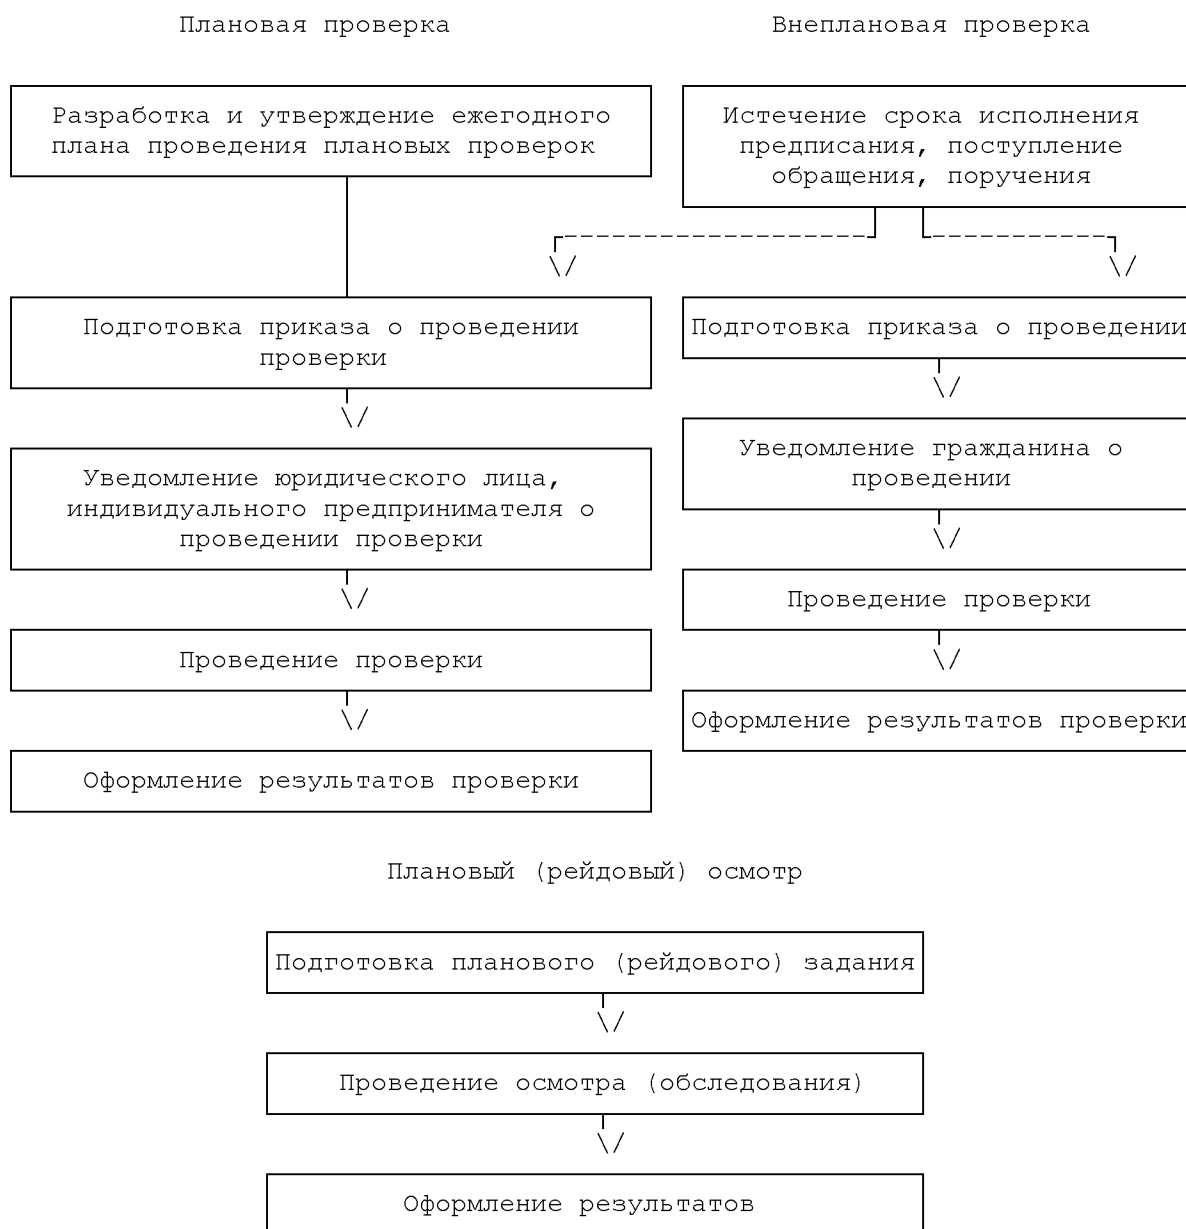 Плановая проверка
Внеплановая проверка
Разработка и утверждение ежегодного
плана проведения плановых проверок
Истечение срока исполнения
предписания, поступление
обращения, поручения
Подготовка приказа о проведении
проверки
Уведомление юридического лица,
индивидуального предпринимателя о
проведении проверки
Проведение проверки
Оформление результатов проверки
Подготовка приказа о проведении
Уведомление гражданина о
проведении
Проведение проверки
Оформление результатов проверки
Плановый (рейдовый) осмотр
Подготовка планового (рейдового) задания
Проведение осмотра (обследования)
Оформление результатов